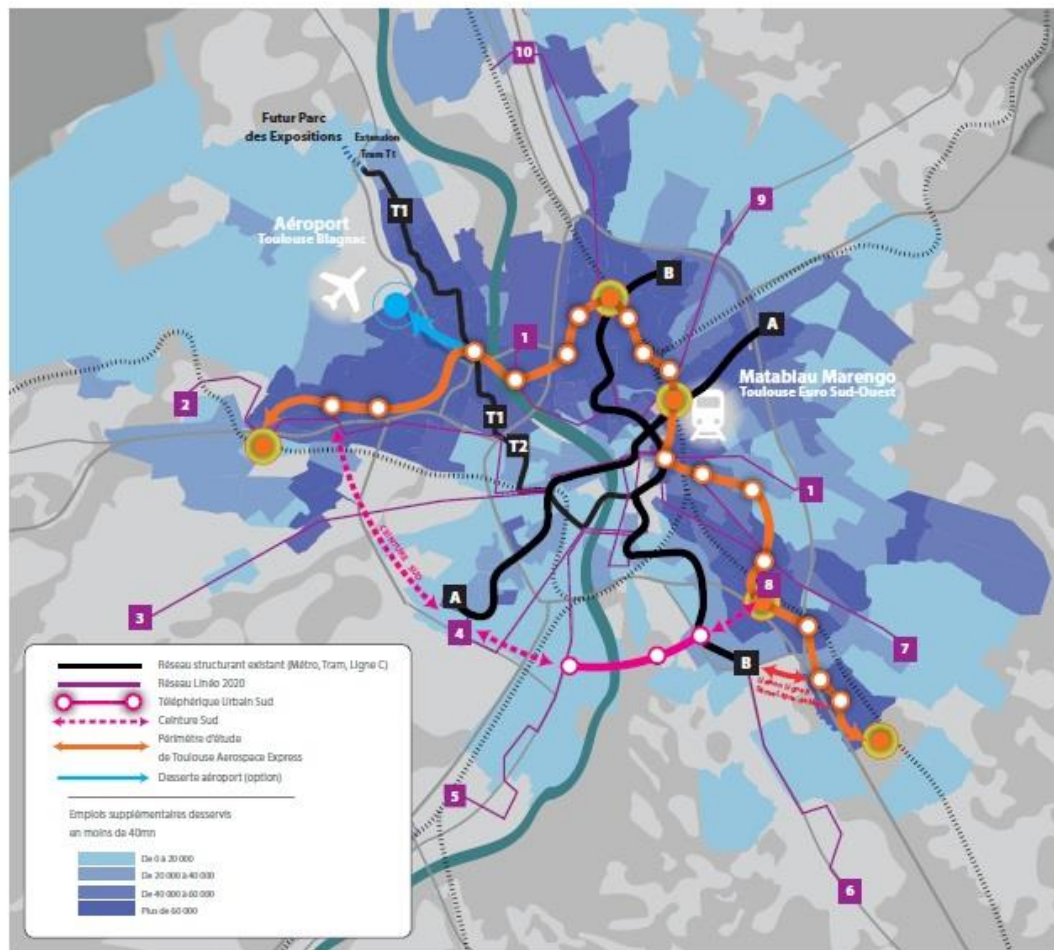 10
Futur Parc
des Expositions
Extension
Tram T1
9
T1
Aéroport
Toulouse Blagnac
B
A
1
Matablau Marengo
Toulouse Euro Sud-Ouest
2
T1
T2
1
CEINTURE SUD
8
3
A
4
7
B
Réseau structurant existant (Métro, Tram, Ligne C)
Réseau Linéo 2020
Téléphérique Urbain Sud
Ceinture Sud
Périmètre d'étude
de Toulouse Aerospace Express
Desserte aéroport (option)
Emplois supplémentaires desservis
en moins de 40mn
De 0 à 20 000
De 20 000 à 40 000
De 40 000 à 60 000
Plus de 60 000
5
6